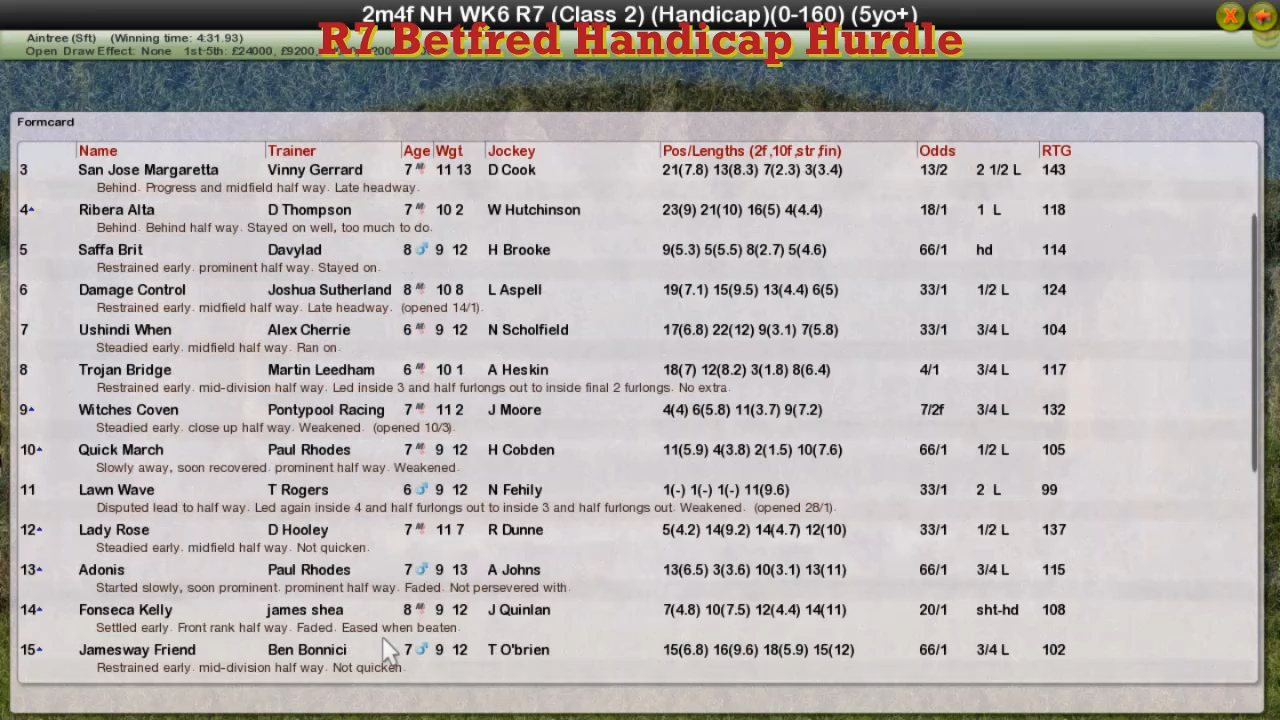 2m4f NH WK6 R7 (Class 2) (Handicap)(0-160) (5yo+)
R7 Betfred Handicap Hurdle
Aintree (Sft) (Winning time: 4:31.93)
Open Draw Effect: None 1st-5th: £24000, £9200,
Formcard
Name Trainer Age Wgt Jockey Pos/Lengths (2f,10f,str,fin) Odds RTG
3 San Jose Margaretta Vinny Gerrard 7 11 13 D Cook 21(7.8) 13(8.3) 7(2.3) 3(3.4) 13/2 2 1/2 L 143
Behind. Progress and midfield half way. Late headway.
4 Ribera Alta D Thompson 7 10 2 W Hutchinson 23(9) 21(10) 16(5) 4(4.4) 18/1 1 L 118
Behind. Behind half way. Stayed on well, too much to do.
5 Saffa Brit Davylad 8 9 12 H Brooke 9(5.3) 5(5.5) 8(2.7) 5(4.6) 66/1 hd 114
Restrained early. prominent half way. Stayed on.
6 Damage Control Joshua Sutherland 8 10 8 L Aspell 19(7.1) 15(9.5) 13(4.4) 6(5) 33/1 1/2 L 124
Restrained early. midfield half way. Late headway. (opened 14/1).
7 Ushindi When Alex Cherrie 6 9 12 N Scholfield 17(6.8) 22(12) 9(3.1) 7(5.8) 33/1 3/4 L 104
Steadied early. midfield half way. Ran on.
8 Trojan Bridge Martin Leedham 6 10 1 A Heskin 18(7) 12(8.2) 3(1.8) 8(6.4) 4/1 3/4 L 117
Restrained early. mid-division half way. Led inside 3 and half furlongs out to inside final 2 furlongs. No extra.
9 Witches Coven Pontypool Racing 7 11 2 J Moore 4(4) 6(5.8) 11(3.7) 9(7.2) 7/2f 3/4 L 132
Steadied early. close up half way. Weakened. (opened 10/3).
10 Quick March Paul Rhodes 7 9 12 H Cobden 11(5.9) 4(3.8) 2(1.5) 10(7.6) 66/1 1/2 L 105
Slowly away, soon recovered. prominent half way. Weakened.
11 Lawn Wave T Rogers 6 9 12 N Fehily 1(-) 1(-) 1(-) 11(9.6) 33/1 2 L 99
Disputed lead to half way. Led again inside 4 and half furlongs out to inside 3 and half furlongs out. Weakened. (opened 28/1).
12 Lady Rose D Hooley 7 11 7 R Dunne 5(4.2) 14(9.2) 14(4.7) 12(10) 33/1 1/2 L 137
Steadied early. midfield half way. Not quicken.
13 Adonis Paul Rhodes 7 9 13 A Johns 13(6.5) 3(3.6) 10(3.1) 13(11) 66/1 3/4 L 115
Started slowly, soon prominent. prominent half way. Faded. Not persevered with.
14 Fonseca Kelly james shea 8 9 12 J Quinlan 7(4.8) 10(7.5) 12(4.4) 14(11) 20/1 sht-hd 108
Settled early. Front rank half way. Faded. Eased when beaten.
15 Jamesway Friend Ben Bonnici 7 9 12 T O'brien 15(6.8) 16(9.6) 18(5.9) 15(12) 66/1 3/4 L 102
Restrained early. mid-division half way. Not quicken.